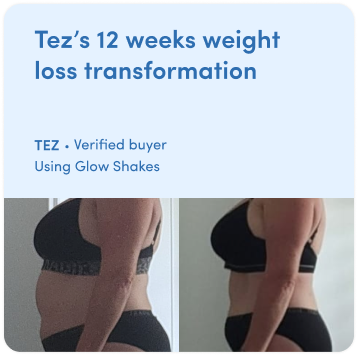 Tez's 12 weeks weight
loss transformation
TEZ • Verified buyer
Using Glow Shakes